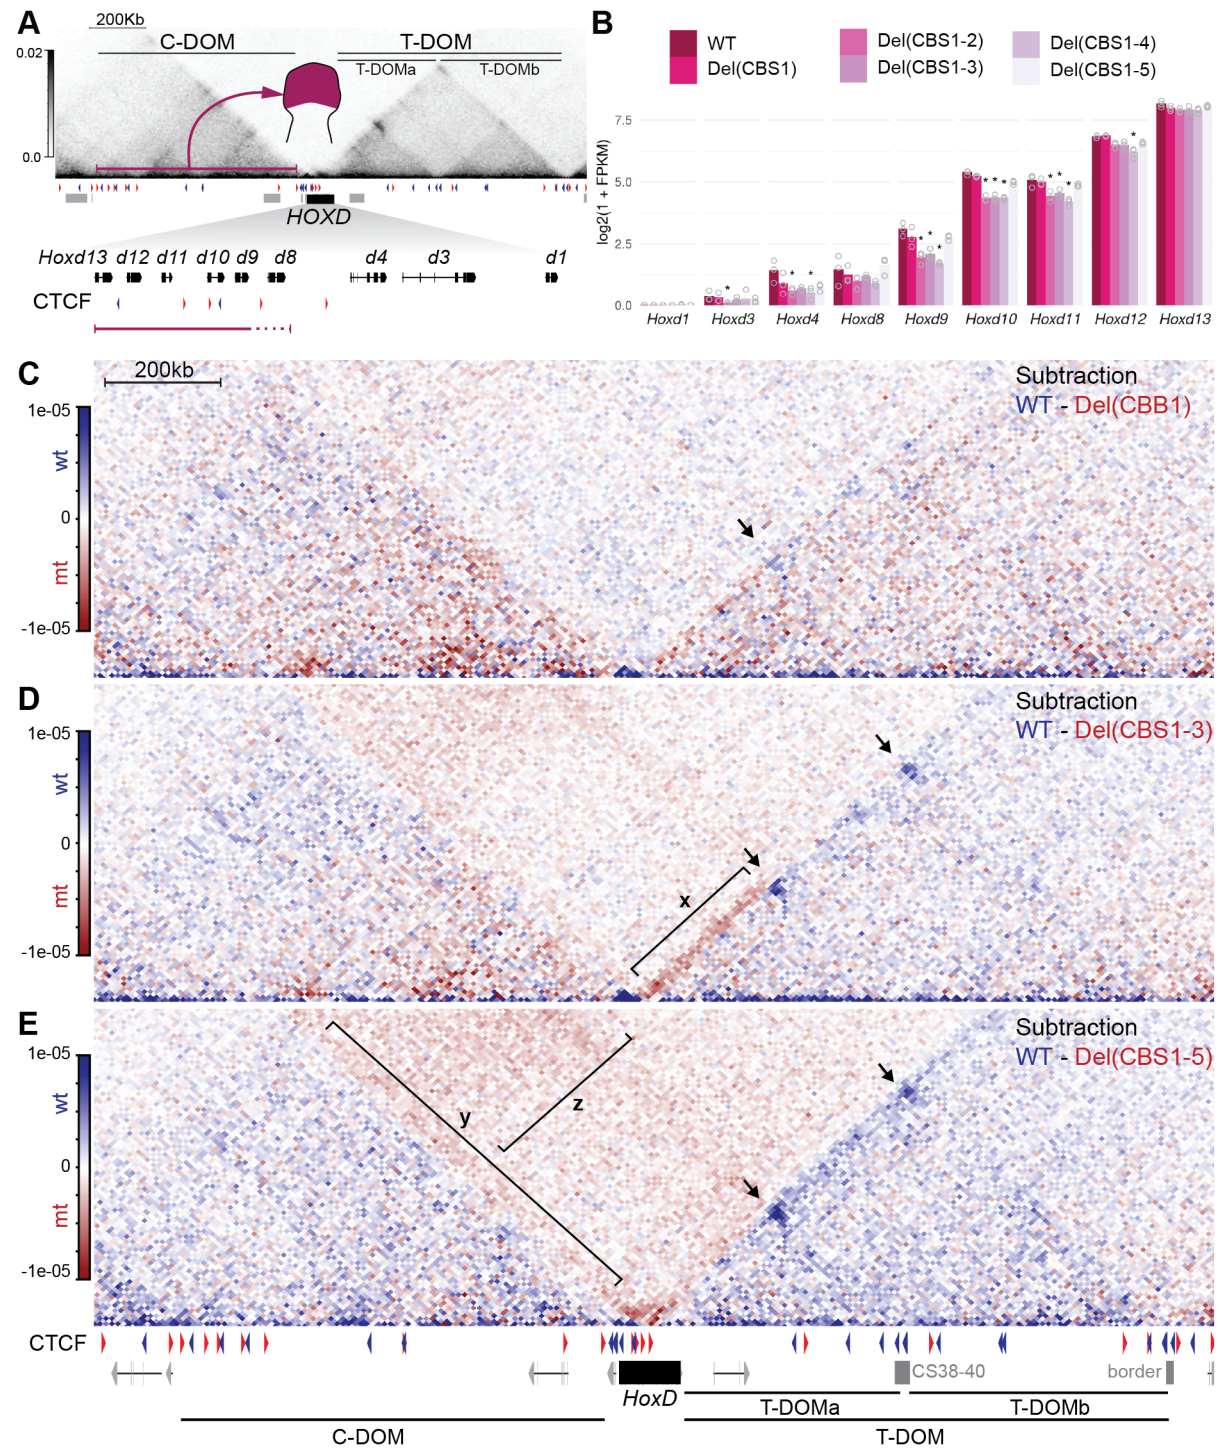 A
200Kb
C-DOM
T-DOM
T-DOMa
T-DOMb
0.02
0.0
HOXD
Hoxd13 d12 d11 d10 d9 d8 d4 d3 d1
CTCF
B
WT
Del(CBS1)
Del(CBS1-2)
Del(CBS1-3)
Del(CBS1-4)
Del(CBS1-5)
log2(1 + FPKM)
7.5
5.0
2.5
0.0
* * * * * * * * * * * * * *
Hoxd1 Hoxd3 Hoxd4 Hoxd8 Hoxd9 Hoxd10 Hoxd11 Hoxd12 Hoxd13
C
200kb
1e-05
wt
0
mt
-1e-05
Subtraction
WT - Del(CBB1)
D
1e-05
wt
0
mt
-1e-05
Subtraction
WT - Del(CBS1-3)
x
E
1e-05
wt
0
mt
-1e-05
Subtraction
WT - Del(CBS1-5)
y
z
CTCF
HoxD
CS38-40
border
T-DOMa
T-DOMb
C-DOM
T-DOM